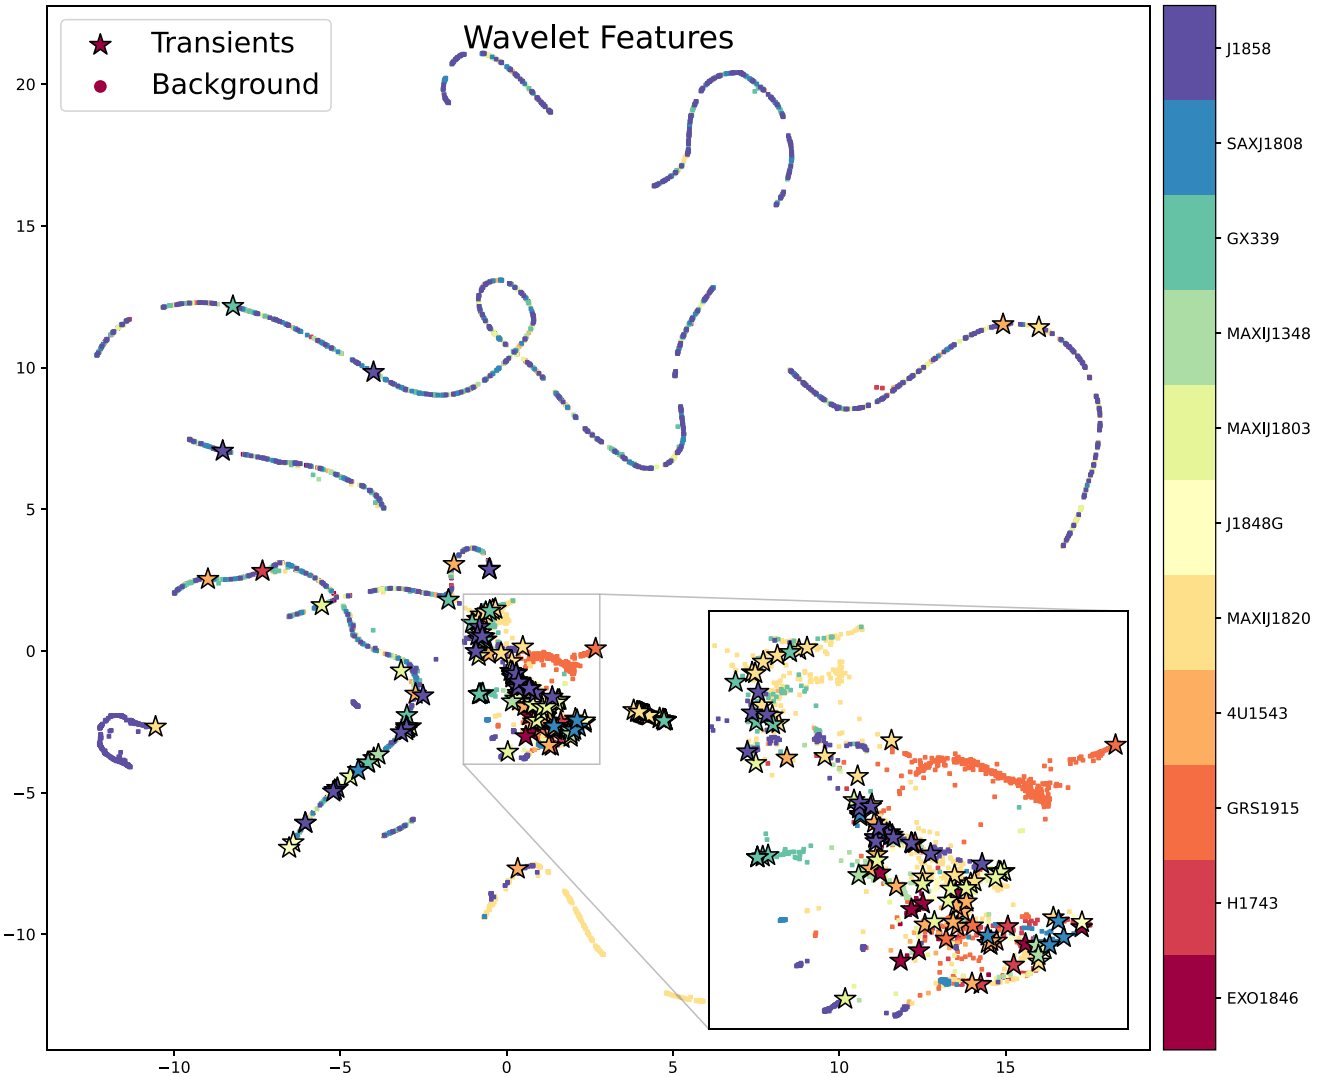 Wavelet Features
Transients
Background
20
15
10
5
0
−5
−10
−10
−5
0
5
10
15
J1858
SAXJ1808
GX339
MAXIJ1348
MAXIJ1803
J1848G
MAXIJ1820
4U1543
GRS1915
H1743
EXO1846